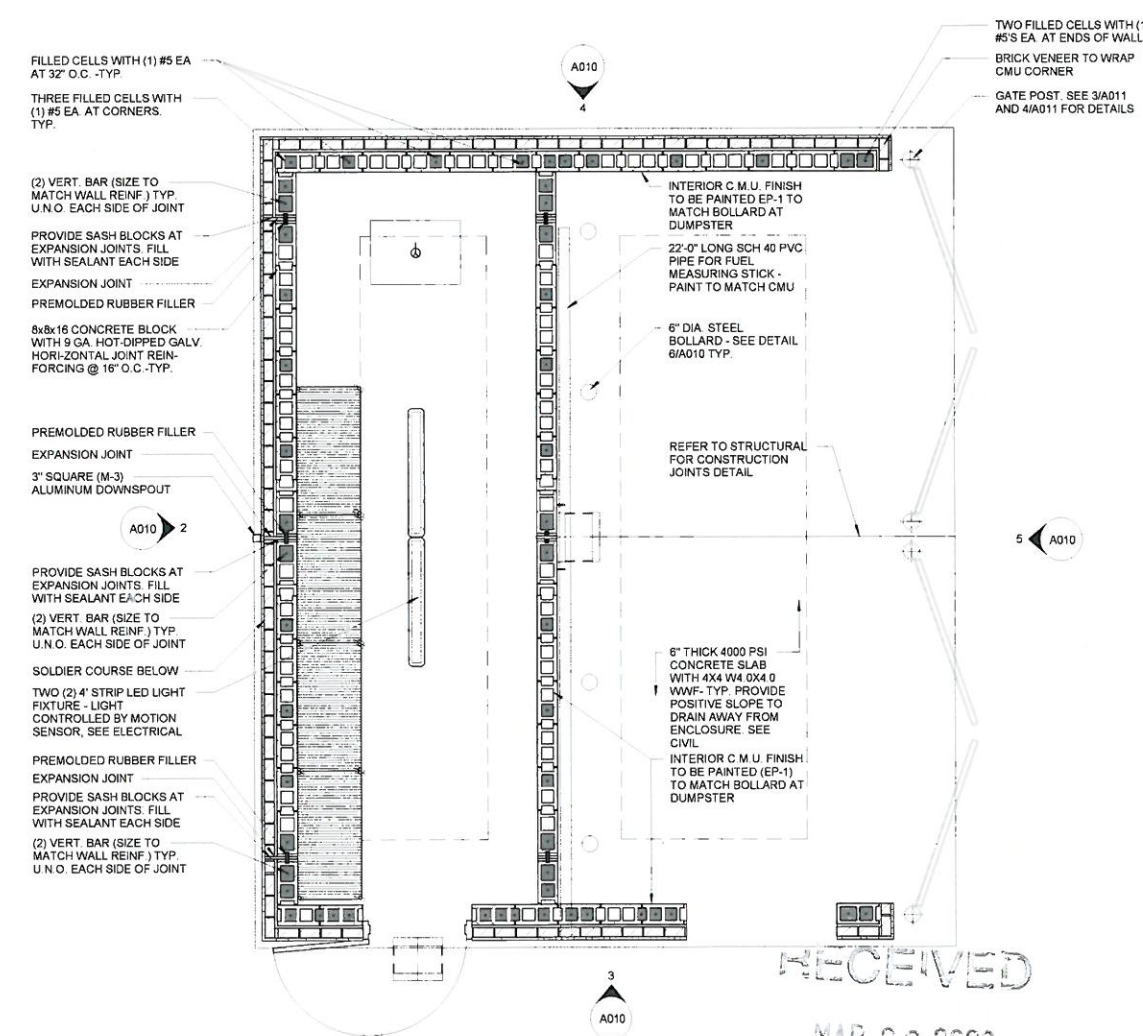 FILLED CELLS WITH (1) #5 EA
AT 32" O.C. -TYP.
THREE FILLED CELLS WITH
(1) #5 EA. AT CORNERS.
TYP.
(2) VERT. BAR (SIZE TO
MATCH WALL REINF.) TYP.
U.N.O. EACH SIDE OF JOINT
PROVIDE SASH BLOCKS AT
EXPANSION JOINTS. FILL
WITH SEALANT EACH SIDE
EXPANSION JOINT
PREMOLDED RUBBER FILLER
8x8x16 CONCRETE BLOCK
WITH 9 GA. HOT-DIPPED GALV.
HORI-ZONTAL JOINT REIN-
FORCING @ 16" O.C.-TYP.
PREMOLDED RUBBER FILLER
EXPANSION JOINT
3" SQUARE (M-3)
ALUMINUM DOWNSPOUT
A010 2
PROVIDE SASH BLOCKS AT
EXPANSION JOINTS. FILL
WITH SEALANT EACH SIDE
(2) VERT. BAR (SIZE TO
MATCH WALL REINF.) TYP.
U.N.O. EACH SIDE OF JOINT
SOLDIER COURSE BELOW
TWO (2) 4' STRIP LED LIGHT
FIXTURE - LIGHT
CONTROLLED BY MOTION
SENSOR, SEE ELECTRICAL
PREMOLDED RUBBER FILLER
EXPANSION JOINT
PROVIDE SASH BLOCKS AT
EXPANSION JOINTS. FILL
WITH SEALANT EACH SIDE
(2) VERT. BAR (SIZE TO
MATCH WALL REINF.) TYP.
U.N.O. EACH SIDE OF JOINT
A010
4
TWO FILLED CELLS WITH (1
#5'S EA. AT ENDS OF WALL
BRICK VENEER TO WRAP
CMU CORNER
GATE POST. SEE 3/A011
AND 4/A011 FOR DETAILS
INTERIOR C.M.U. FINISH
TO BE PAINTED EP-1 TO
MATCH BOLLARD AT
DUMPSTER
22'-0" LONG SCH 40 PVC
PIPE FOR FUEL
MEASURING STICK -
PAINT TO MATCH CMU
6" DIA. STEEL
BOLLARD - SEE DETAIL
6/A010 TYP.
REFER TO STRUCTURAL
FOR CONSTRUCTION
JOINTS DETAIL
5 A010
6" THICK 4000 PSI
CONCRETE SLAB
WITH 4X4 W4.0X4.0
WWF- TYP. PROVIDE
POSITIVE SLOPE TO
DRAIN AWAY FROM
ENCLOSURE. SEE
CIVIL
INTERIOR C.M.U. FINISH
TO BE PAINTED (EP-1)
TO MATCH BOLLARD AT
DUMPSTER
3
A010
RECEIVED
MAR